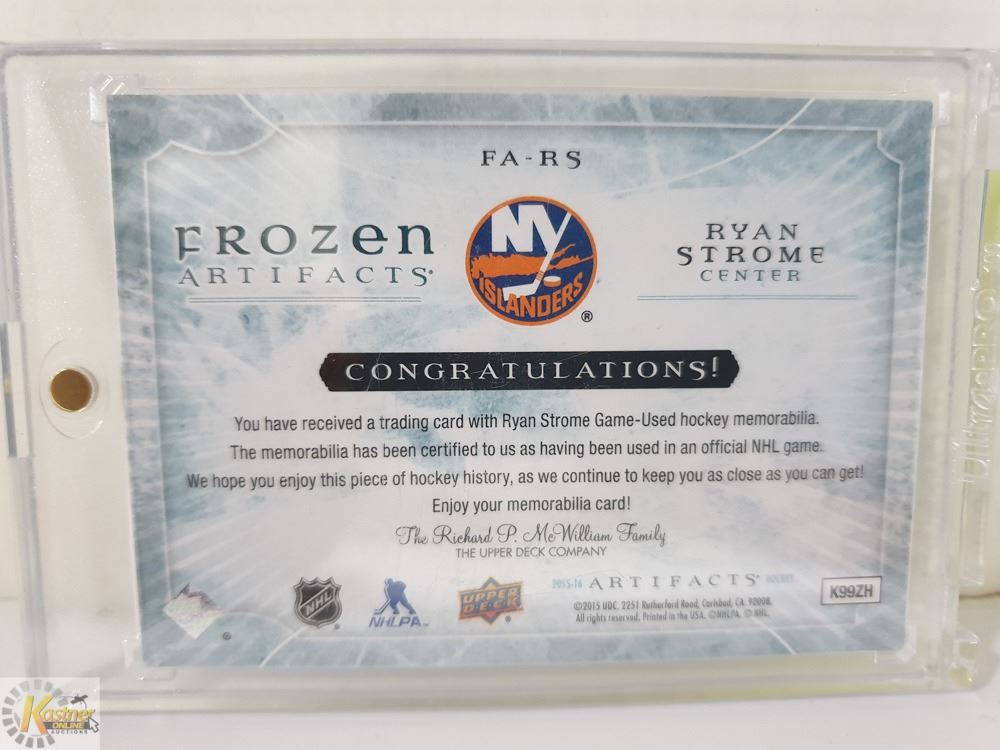 FA-RS
FROZEN
ARTIFACTS
NY
ISLANDERS
®
RYAN
STROME
CENTER
CONGRATULATIONS!
You have received a trading card with Ryan Strome Game-Used hockey memorabilia.
The memorabilia has been certified to us as having been used in an official NHL game.
We hope you enjoy this piece of hockey history, as we continue to keep you as close as you can get!
Enjoy your memorabilia card!
The Richard P. McWilliam Family
THE UPPER DECK COMPANY
NHL
NHLPA™
UPPER
DECK
2015-16 ARTIFACTS HOCKEY
©2015 UDC, 2251 Rutherford Road, Carlsbad, CA 92008.
All rights reserved. Printed in the USA. ©NHLPA. © NHL.
K99ZH
Kastner
ONLINE
AUCTIONS